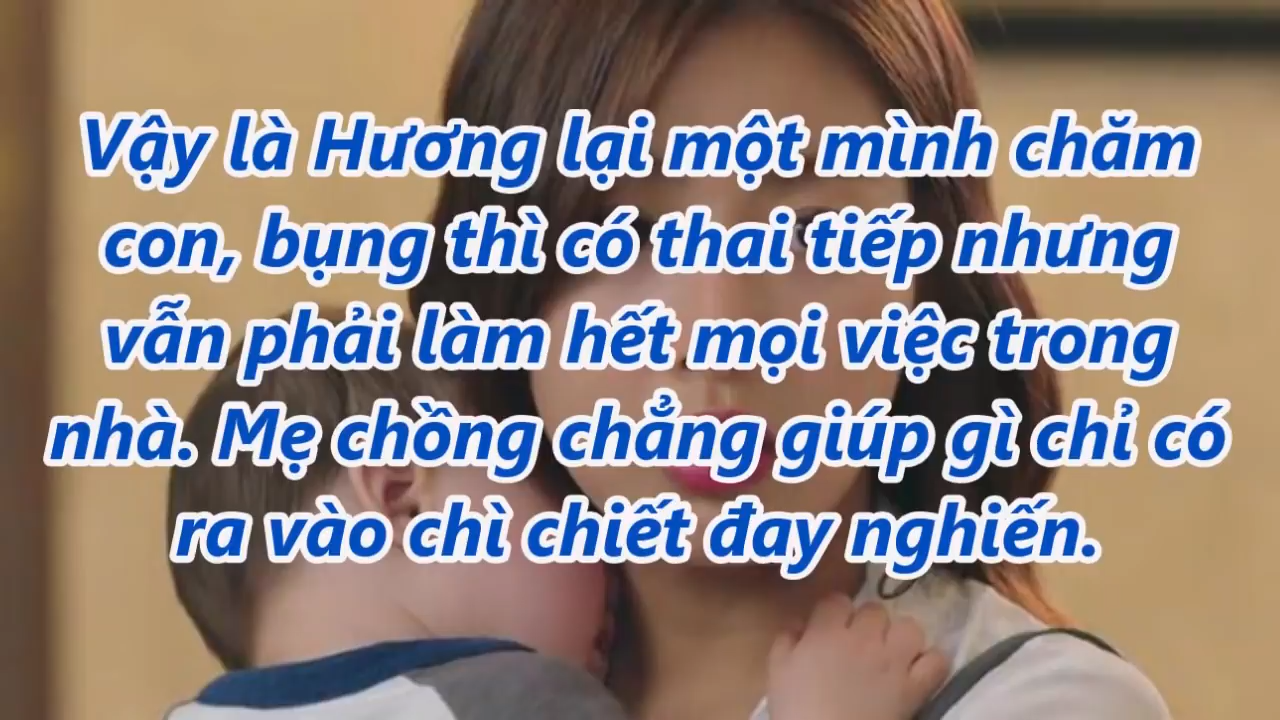 Vậy là Hương lại một mình chăm
con, bụng thì có thai tiếp nhưng
vẫn phải làm hết mọi việc trong
nhà. Mẹ chồng chẳng giúp gì chỉ có
ra vào chì chiết đay nghiến.